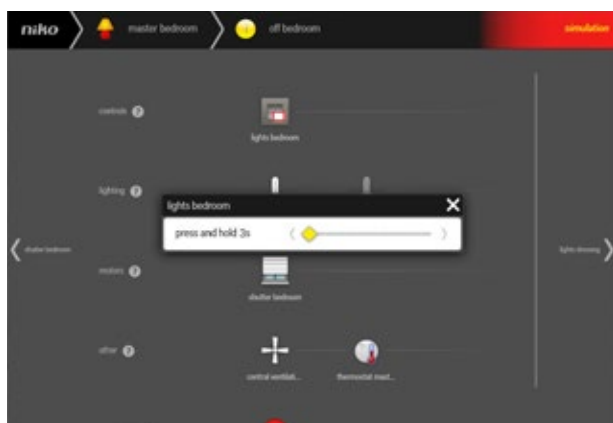 niko
master bedroom
off bedroom
simulation
controls ?
lights bedroom
lighting ?
lights bedroom
press and hold 3s
shutter bedroom
lights dressing
motors ?
shutter bedroom
other ?
central ventilat...
thermostat mast...